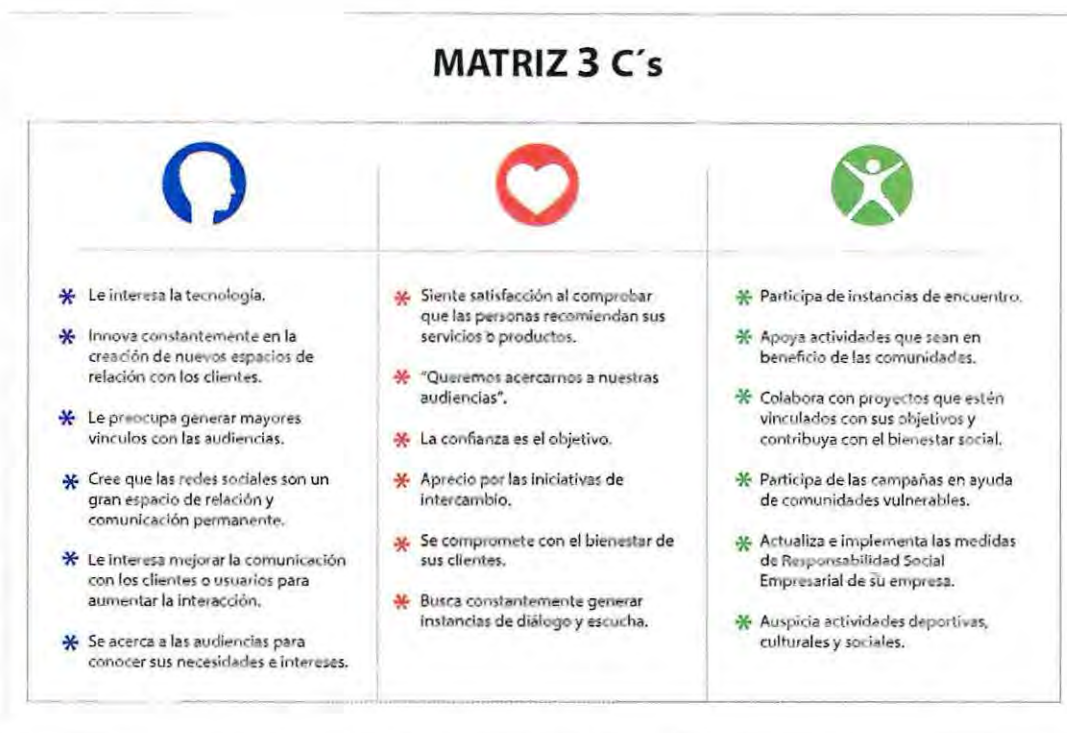 MATRIZ 3 C´s
Le interesa la tecnología.
Innova constantemente en la
creación de nuevos espacios de
relación con los clientes.
Le preocupa generar mayores
vinculos con las audiencias.
Cree que las redes sociales son un
gran espacio de relación y
comunicación permanente.
Le interesa mejorar la comunicación
con los clientes o usuarios para
aumentar la interacción.
Se acerca a las audiencias para
conocer sus necesidades e intereses.
Siente satisfacción al comprobar
que las personas recomiendan sus
servicios o productos.
"Queremos acercarnos a nuestras
audiencias".
La confianza es el objetivo.
Aprecio por las iniciativas de
intercambio.
Se compromete con el bienestar de
sus clientes.
Busca constantemente generar
instancias de diálogo y escucha.
Participa de instancias de encuentro.
Apoya actividades que sean en
beneficio de las comunidades.
Colabora con proyectos que estén
vinculados con sus objetivos y
contribuya con el bienestar social.
Participa de las campañas en ayuda
de comunidades vulnerables.
Actualiza e implementa las medidas
de Responsabilidad Social
Empresarial de su empresa.
Auspicia actividades deportivas,
culturales y sociales.